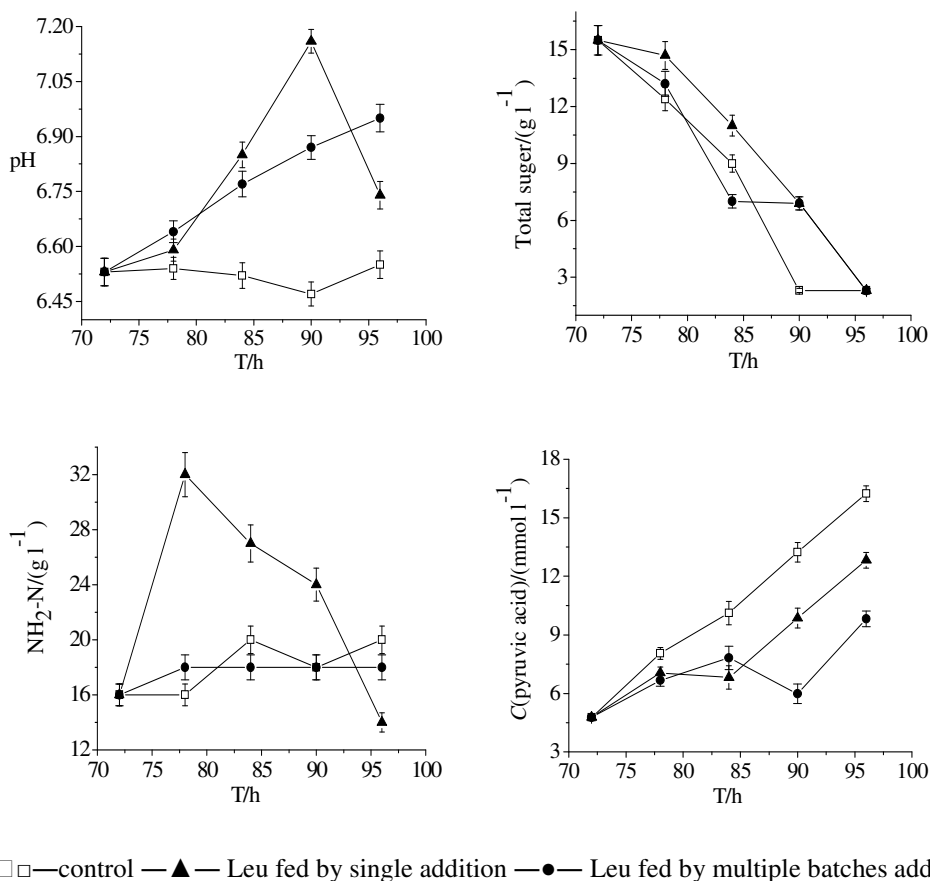 7.20
7.05
6.90
6.75
6.60
6.45
pH
70 75 80 85 90 95 100
T/h
15
12
9
6
3
Total suger/(g l⁻¹)
70 75 80 85 90 95 100
T/h
32
28
24
20
16
12
NH₂-N/(g l⁻¹)
70 75 80 85 90 95 100
T/h
18
15
12
9
6
3
C(pyruvic acid)/(mmol l⁻¹)
70 75 80 85 90 95 100
T/h
control Leu fed by single addition Leu fed by multiple batches add